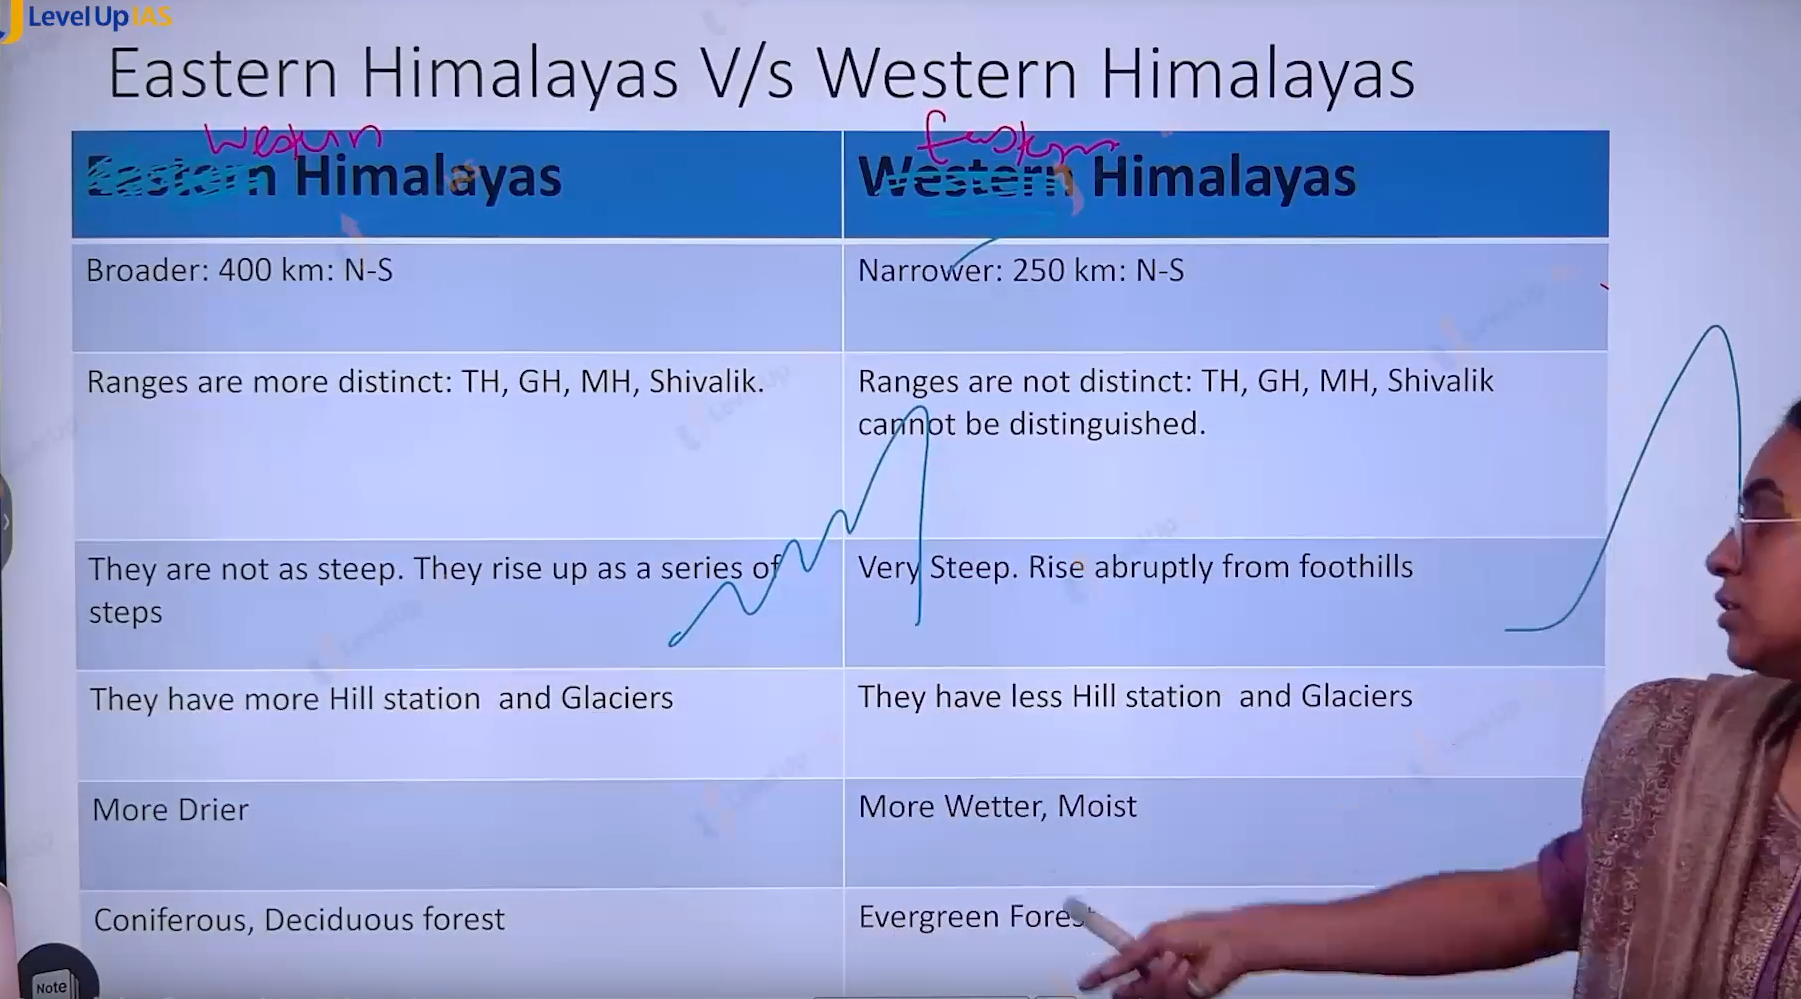 LevelUp IAS
Eastern Himalayas V/s Western Himalayas
Western
Eastern Himalayas
Eastern
Western Himalayas
Broader: 400 km: N-S
Narrower: 250 km: N-S
Ranges are more distinct: TH, GH, MH, Shivalik.
Ranges are not distinct: TH, GH, MH, Shivalik
cannot be distinguished.
They are not as steep. They rise up as a series of
steps
Very Steep. Rise abruptly from foothills
They have more Hill station and Glaciers
They have less Hill station and Glaciers
More Drier
More Wetter, Moist
Coniferous, Deciduous forest
Evergreen Forest
Note